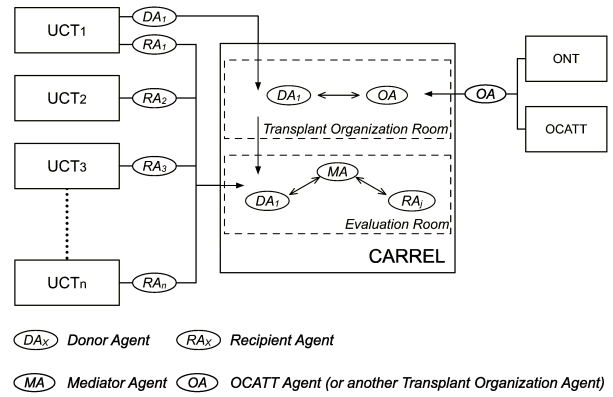 UCT1
DA1
RA1
UCT2
RA2
UCT3
RA3
UCTn
RAn
DA1
OA
Transplant Organization Room
DA1
MA
RAj
Evaluation Room
CARREL
OA
ONT
OCATT
DAX Donor Agent
RAX Recipient Agent
MA Mediator Agent
OA OCATT Agent (or another Transplant Organization Agent)